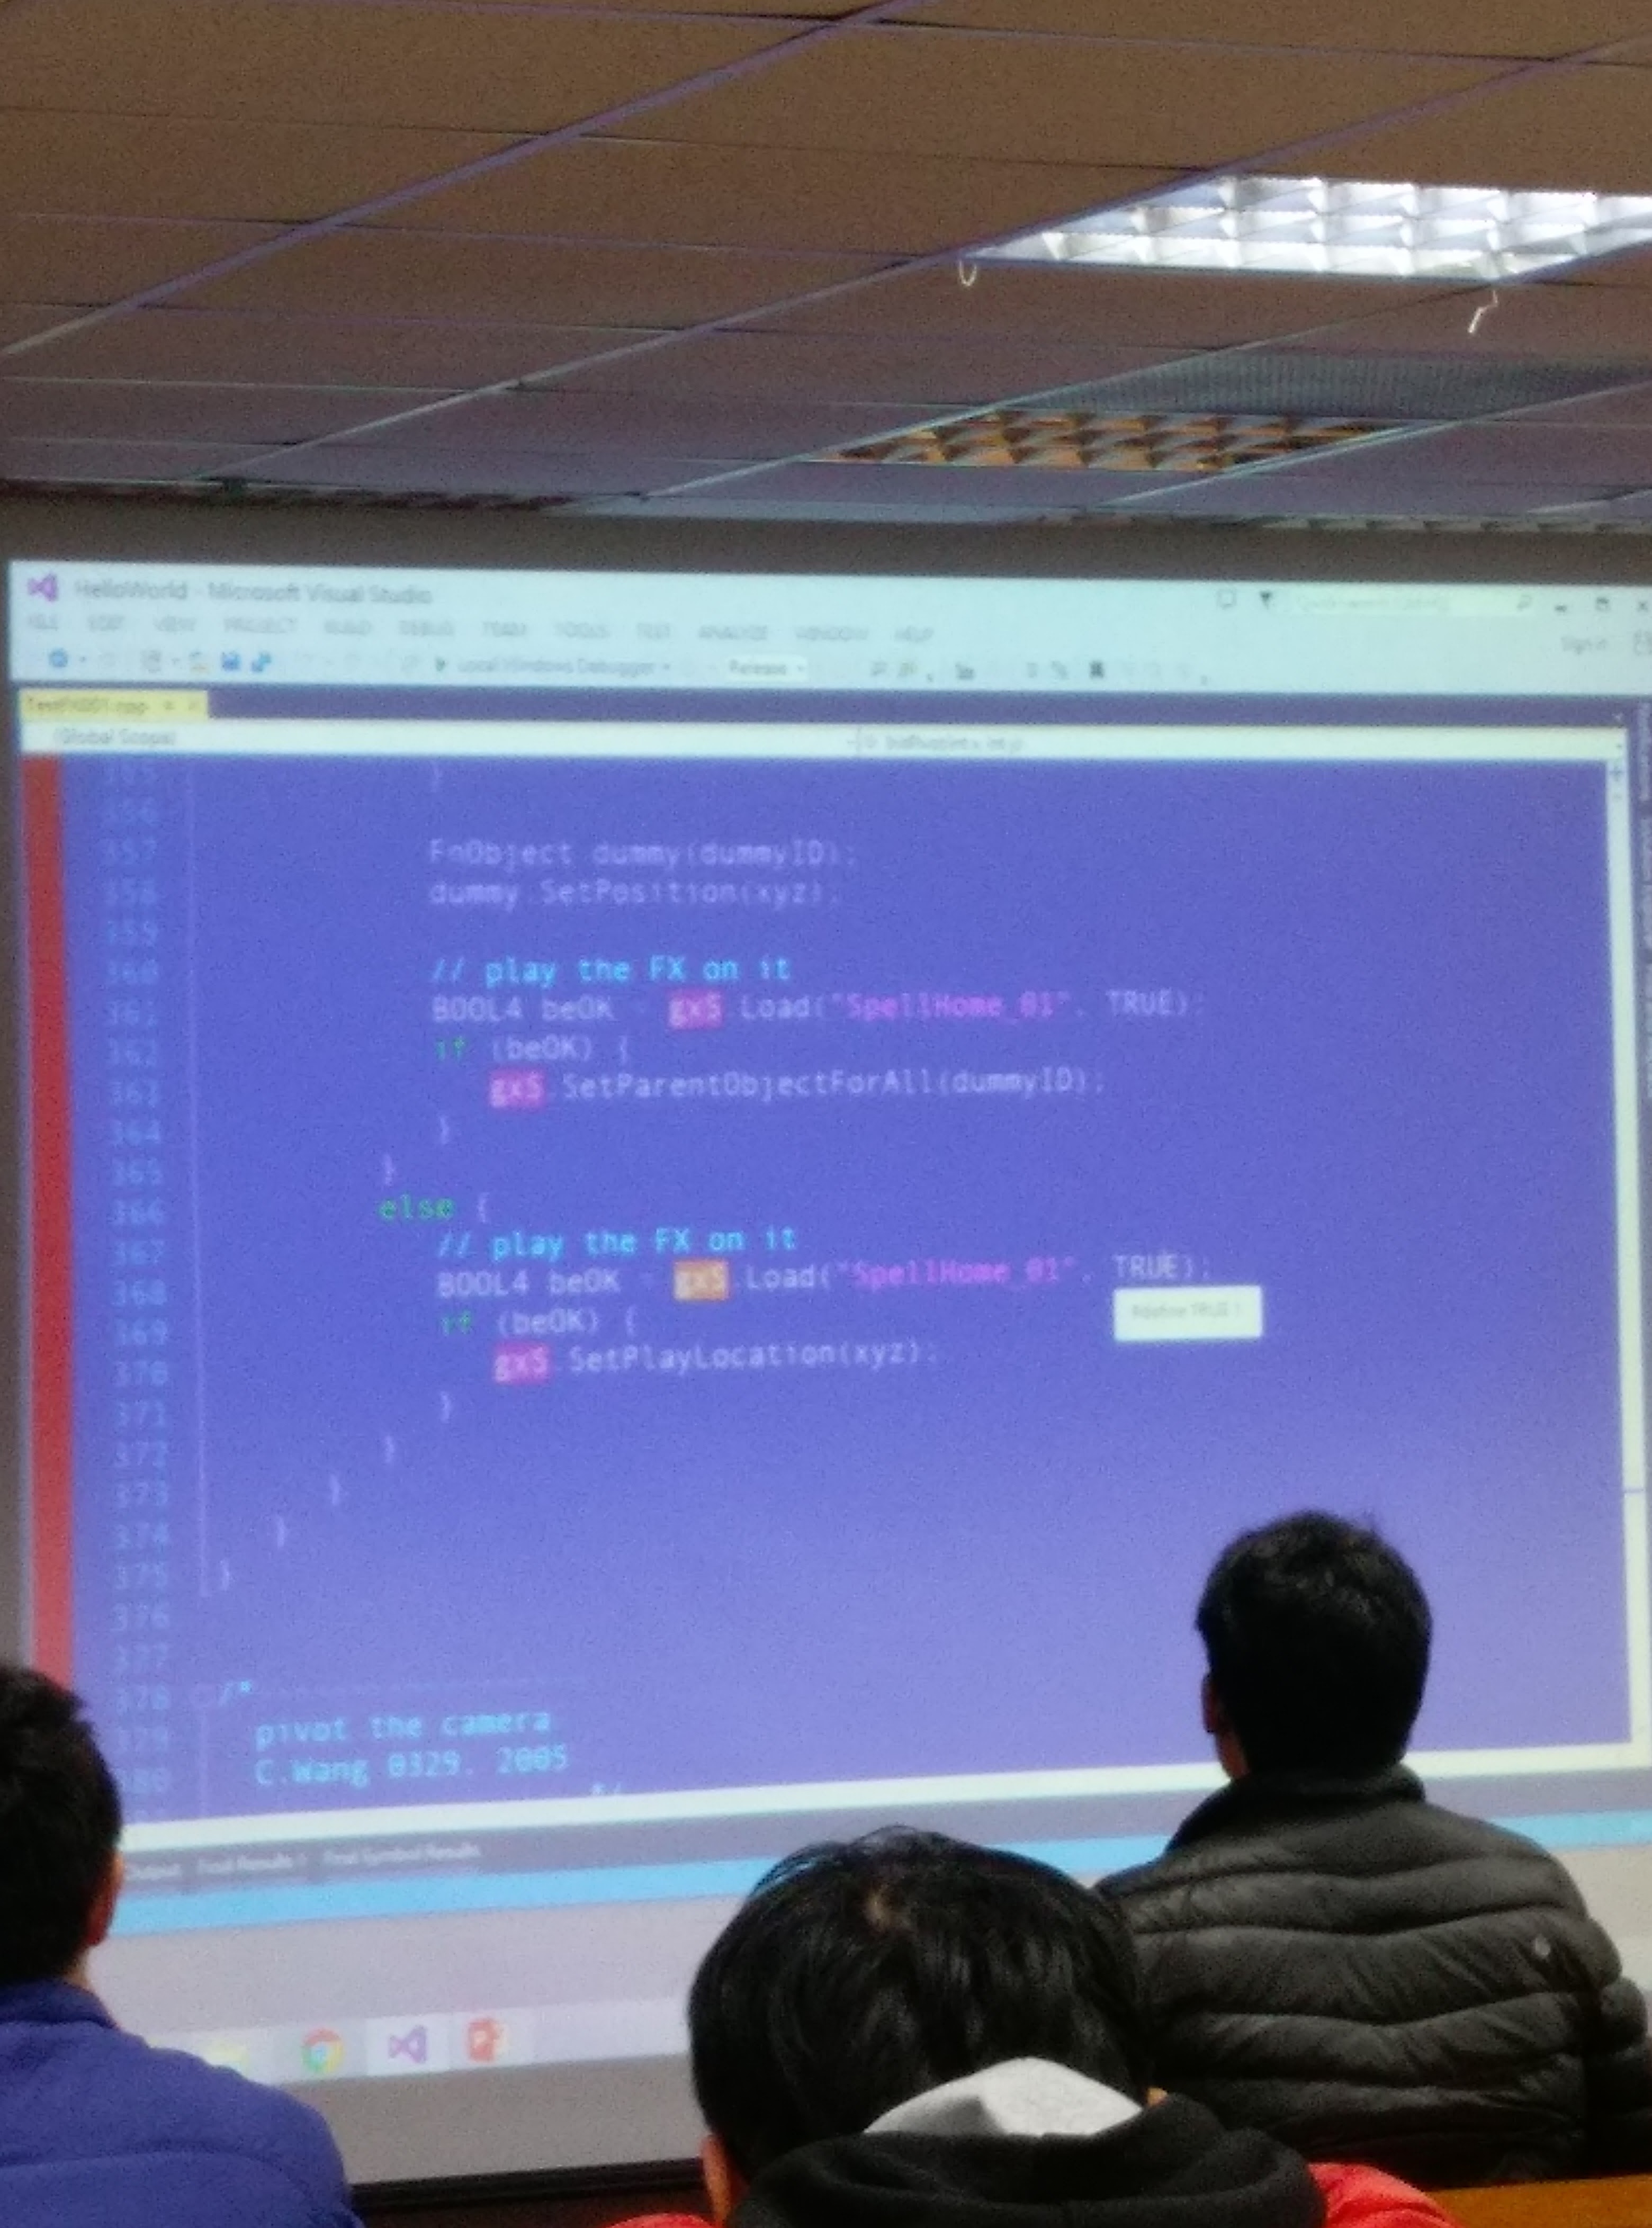 HelloWorld - Microsoft Visual Studio
FILE EDIT VIEW PROJECT BUILD DEBUG TEAM TOOLS TEST ANALYZE WINDOW HELP
Sign in
Local Windows Debugger Release
TestFX001.cpp
(Global Scope)
355 }
356
357 FnObject dummy(dummyID);
358 dummy.SetPosition(xyz);
359
360 // play the FX on it
361 BOOL4 beOK = gxS.Load("SpellHome_01", TRUE);
362 if (beOK) {
363 gxS.SetParentObjectForAll(dummyID);
364 }
365 }
366 else {
367 // play the FX on it
368 BOOL4 beOK = gxS.Load("SpellHome_01", TRUE);
#define TRUE 1
369 if (beOK) {
370 gxS.SetPlayLocation(xyz);
371 }
372 }
373 }
374 }
375 }
376
377
378 /*
379 pivot the camera
380 C.Wang 0329, 2005
*/
Output Find Results 1 Find Symbol Results